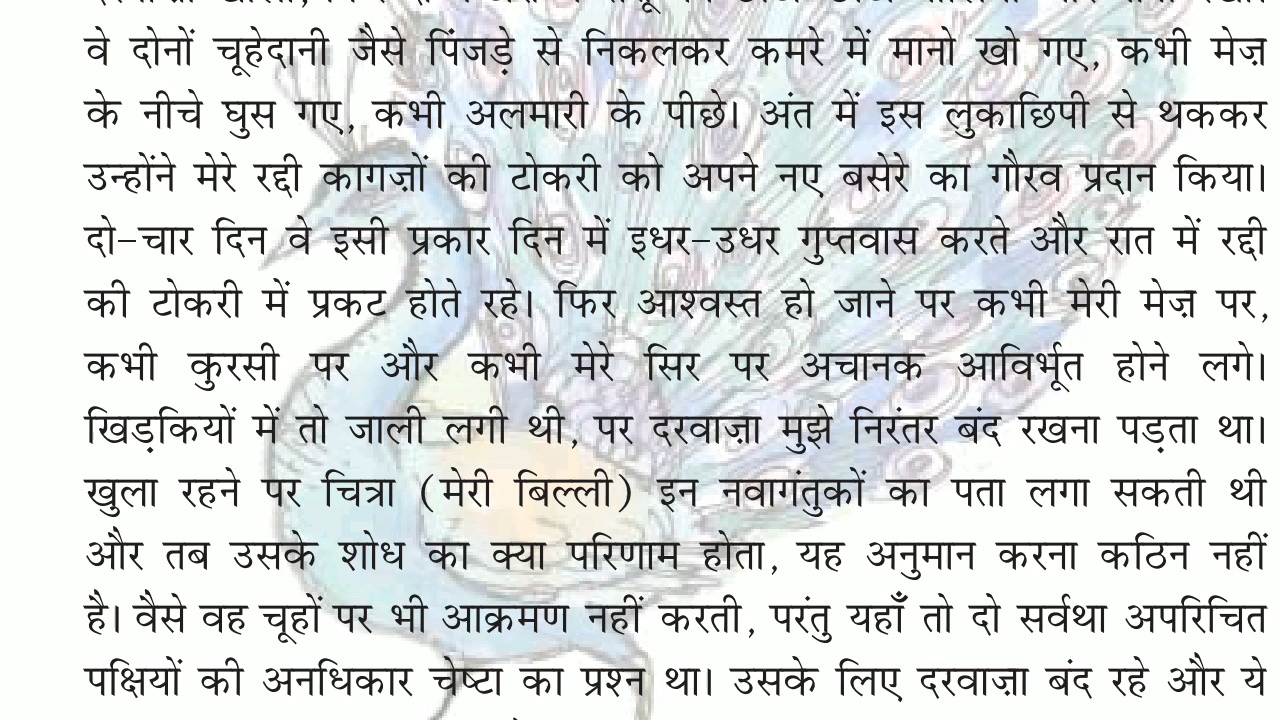 वे दोनों चूहेदानी जैसे पिंजड़े से निकलकर कमरे में मानो खो गए, कभी मेज़
के नीचे घुस गए, कभी अलमारी के पीछे। अंत में इस लुकाछिपी से थककर
उन्होंने मेरे रद्दी कागज़ों की टोकरी को अपने नए बसेरे का गौरव प्रदान किया।
दो-चार दिन वे इसी प्रकार दिन में इधर-उधर गुप्तवास करते और रात में रद्दी
की टोकरी में प्रकट होते रहे। फिर आश्वस्त हो जाने पर कभी मेरी मेज़ पर,
कभी कुरसी पर और कभी मेरे सिर पर अचानक आविर्भूत होने लगे।
खिड़कियों में तो जाली लगी थी, पर दरवाज़ा मुझे निरंतर बंद रखना पड़ता था।
खुला रहने पर चित्रा (मेरी बिल्ली) इन नवागंतुकों का पता लगा सकती थी
और तब उसके शोध का क्या परिणाम होता, यह अनुमान करना कठिन नहीं
है। वैसे वह चूहों पर भी आक्रमण नहीं करती, परंतु यहाँ तो दो सर्वथा अपरिचित
पक्षियों की अनधिकार चेष्टा का प्रश्न था। उसके लिए दरवाज़ा बंद रहे और ये